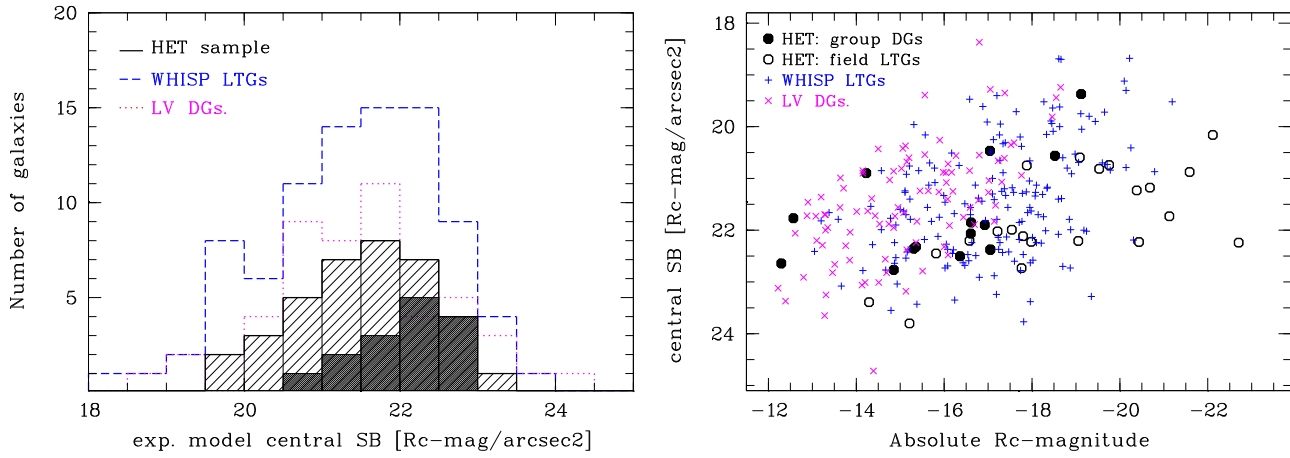 20
15
10
5
Number of galaxies
HET sample
WHISP LTGs
LV DGs.
18
20
22
24
exp. model central SB [Rc-mag/arcsec2]
18
20
22
24
central SB [Rc-mag/arcsec2]
HET: group DGs
HET: field LTGs
WHISP LTGs
LV DGs.
-12
-14
-16
-18
-20
-22
Absolute Rc-magnitude